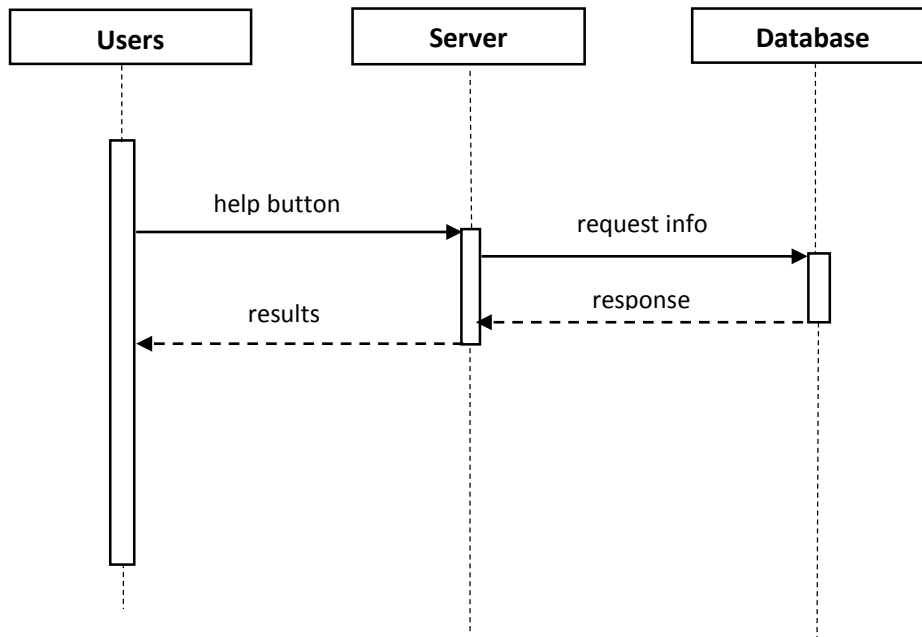 Users
Server
Database
help button
request info
response
results